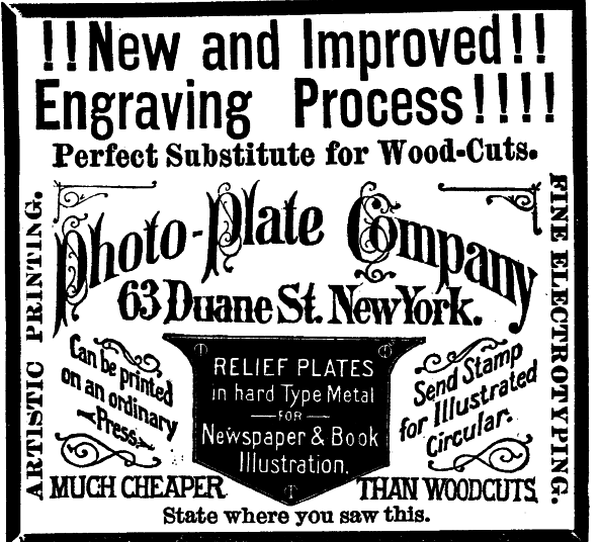 !!New and Improved!!
Engraving Process!!!!
Perfect Substitute for Wood-Cuts.
ARTISTIC PRINTING.
Photo-Plate Company
63 Duane St. New York.
FINE ELECTROTYPING.
Can be printed
on an ordinary
Press.
RELIEF PLATES
in hard Type Metal
FOR
Newspaper & Book
Illustration.
Send Stamp
for Illustrated
Circular.
MUCH CHEAPER
THAN WOODCUTS.
State where you saw this.